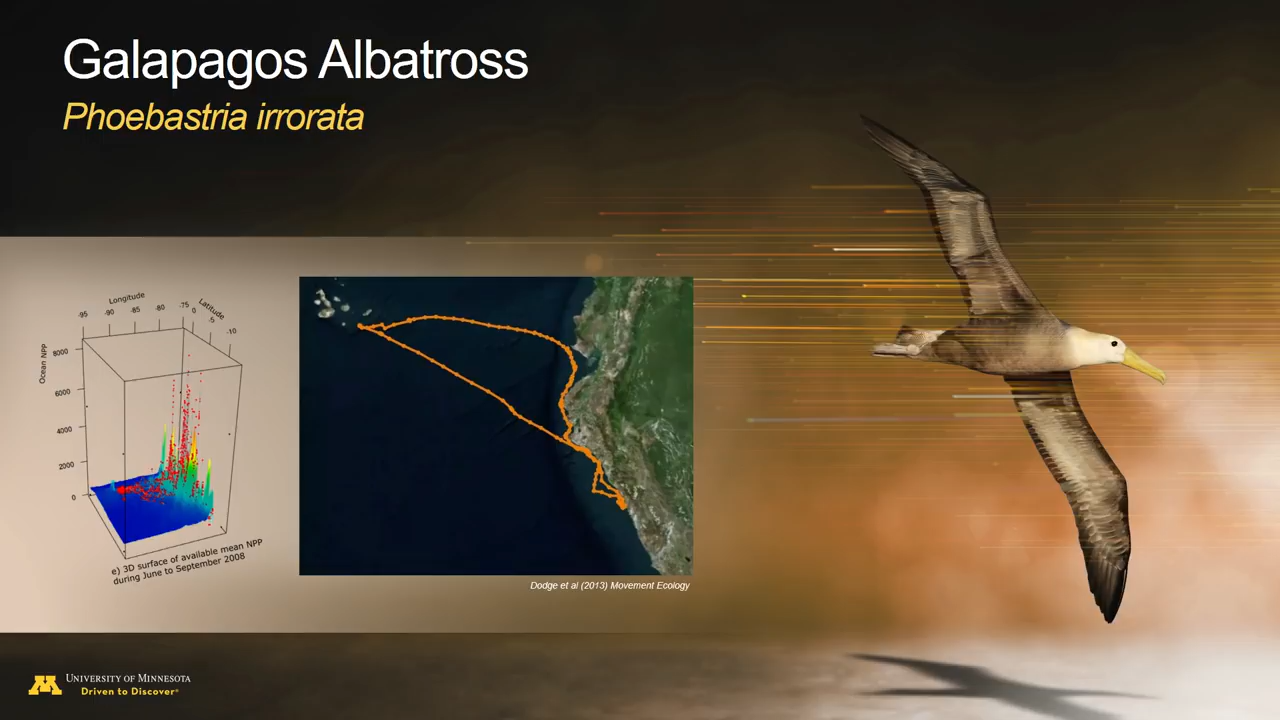 Galapagos Albatross
Phoebastria irrorata
Longitude
-95
-90
-85
-80
-75
Latitude
0
-5
-10
Ocean NPP
8000
6000
4000
2000
0
e) 3D surface of available mean NPP
during June to September 2008
Dodge et al (2013) Movement Ecology
UNIVERSITY OF MINNESOTA
Driven to Discover®